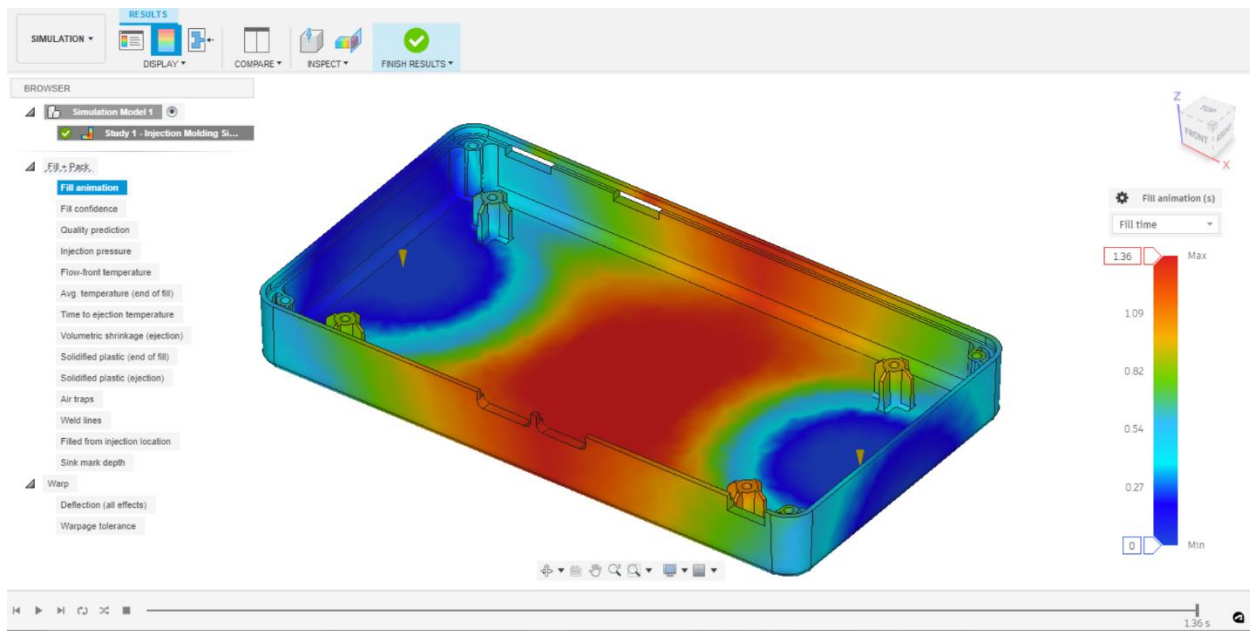 RESULTS
SIMULATION
DISPLAY
COMPARE
INSPECT
FINISH RESULTS
BROWSER
Simulation Model 1
Study 1 - Injection Molding Si...
Fill + Pack
Fill animation
Fill confidence
Quality prediction
Injection pressure
Flow-front temperature
Avg. temperature (end of fill)
Time to ejection temperature
Volumetric shrinkage (ejection)
Solidified plastic (end of fill)
Solidified plastic (ejection)
Air traps
Weld lines
Filled from injection location
Sink mark depth
Warp
Deflection (all effects)
Warpage tolerance
Z
TOP
FRONT
RIGHT
X
Fill animation (s)
Fill time
1.36 Max
1.09
0.82
0.54
0.27
0 Min
1.36 s